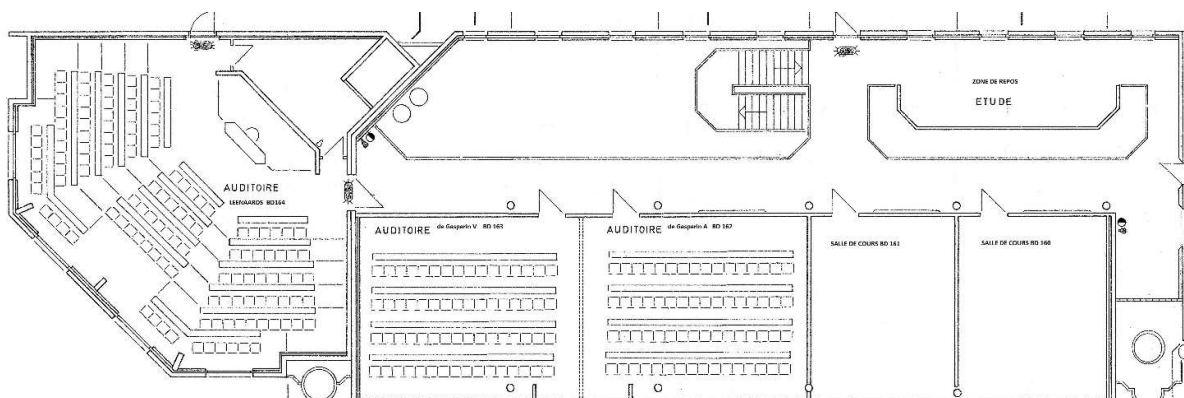 ZONE DE REPOS
ETUDE
AUDITOIRE
LEENAARDS BD164
AUDITOIRE de Gasparin V BD 163
AUDITOIRE de Gasparin A BD 162
SALLE DE COURS BD 161
SALLE DE COURS BD 160